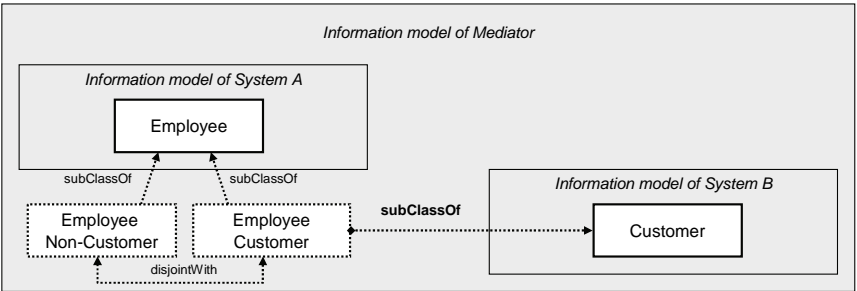 Information model of Mediator
Information model of System A
Employee
subClassOf
subClassOf
Information model of System B
Employee
Non-Customer
Employee
Customer
subClassOf
Customer
disjointWith